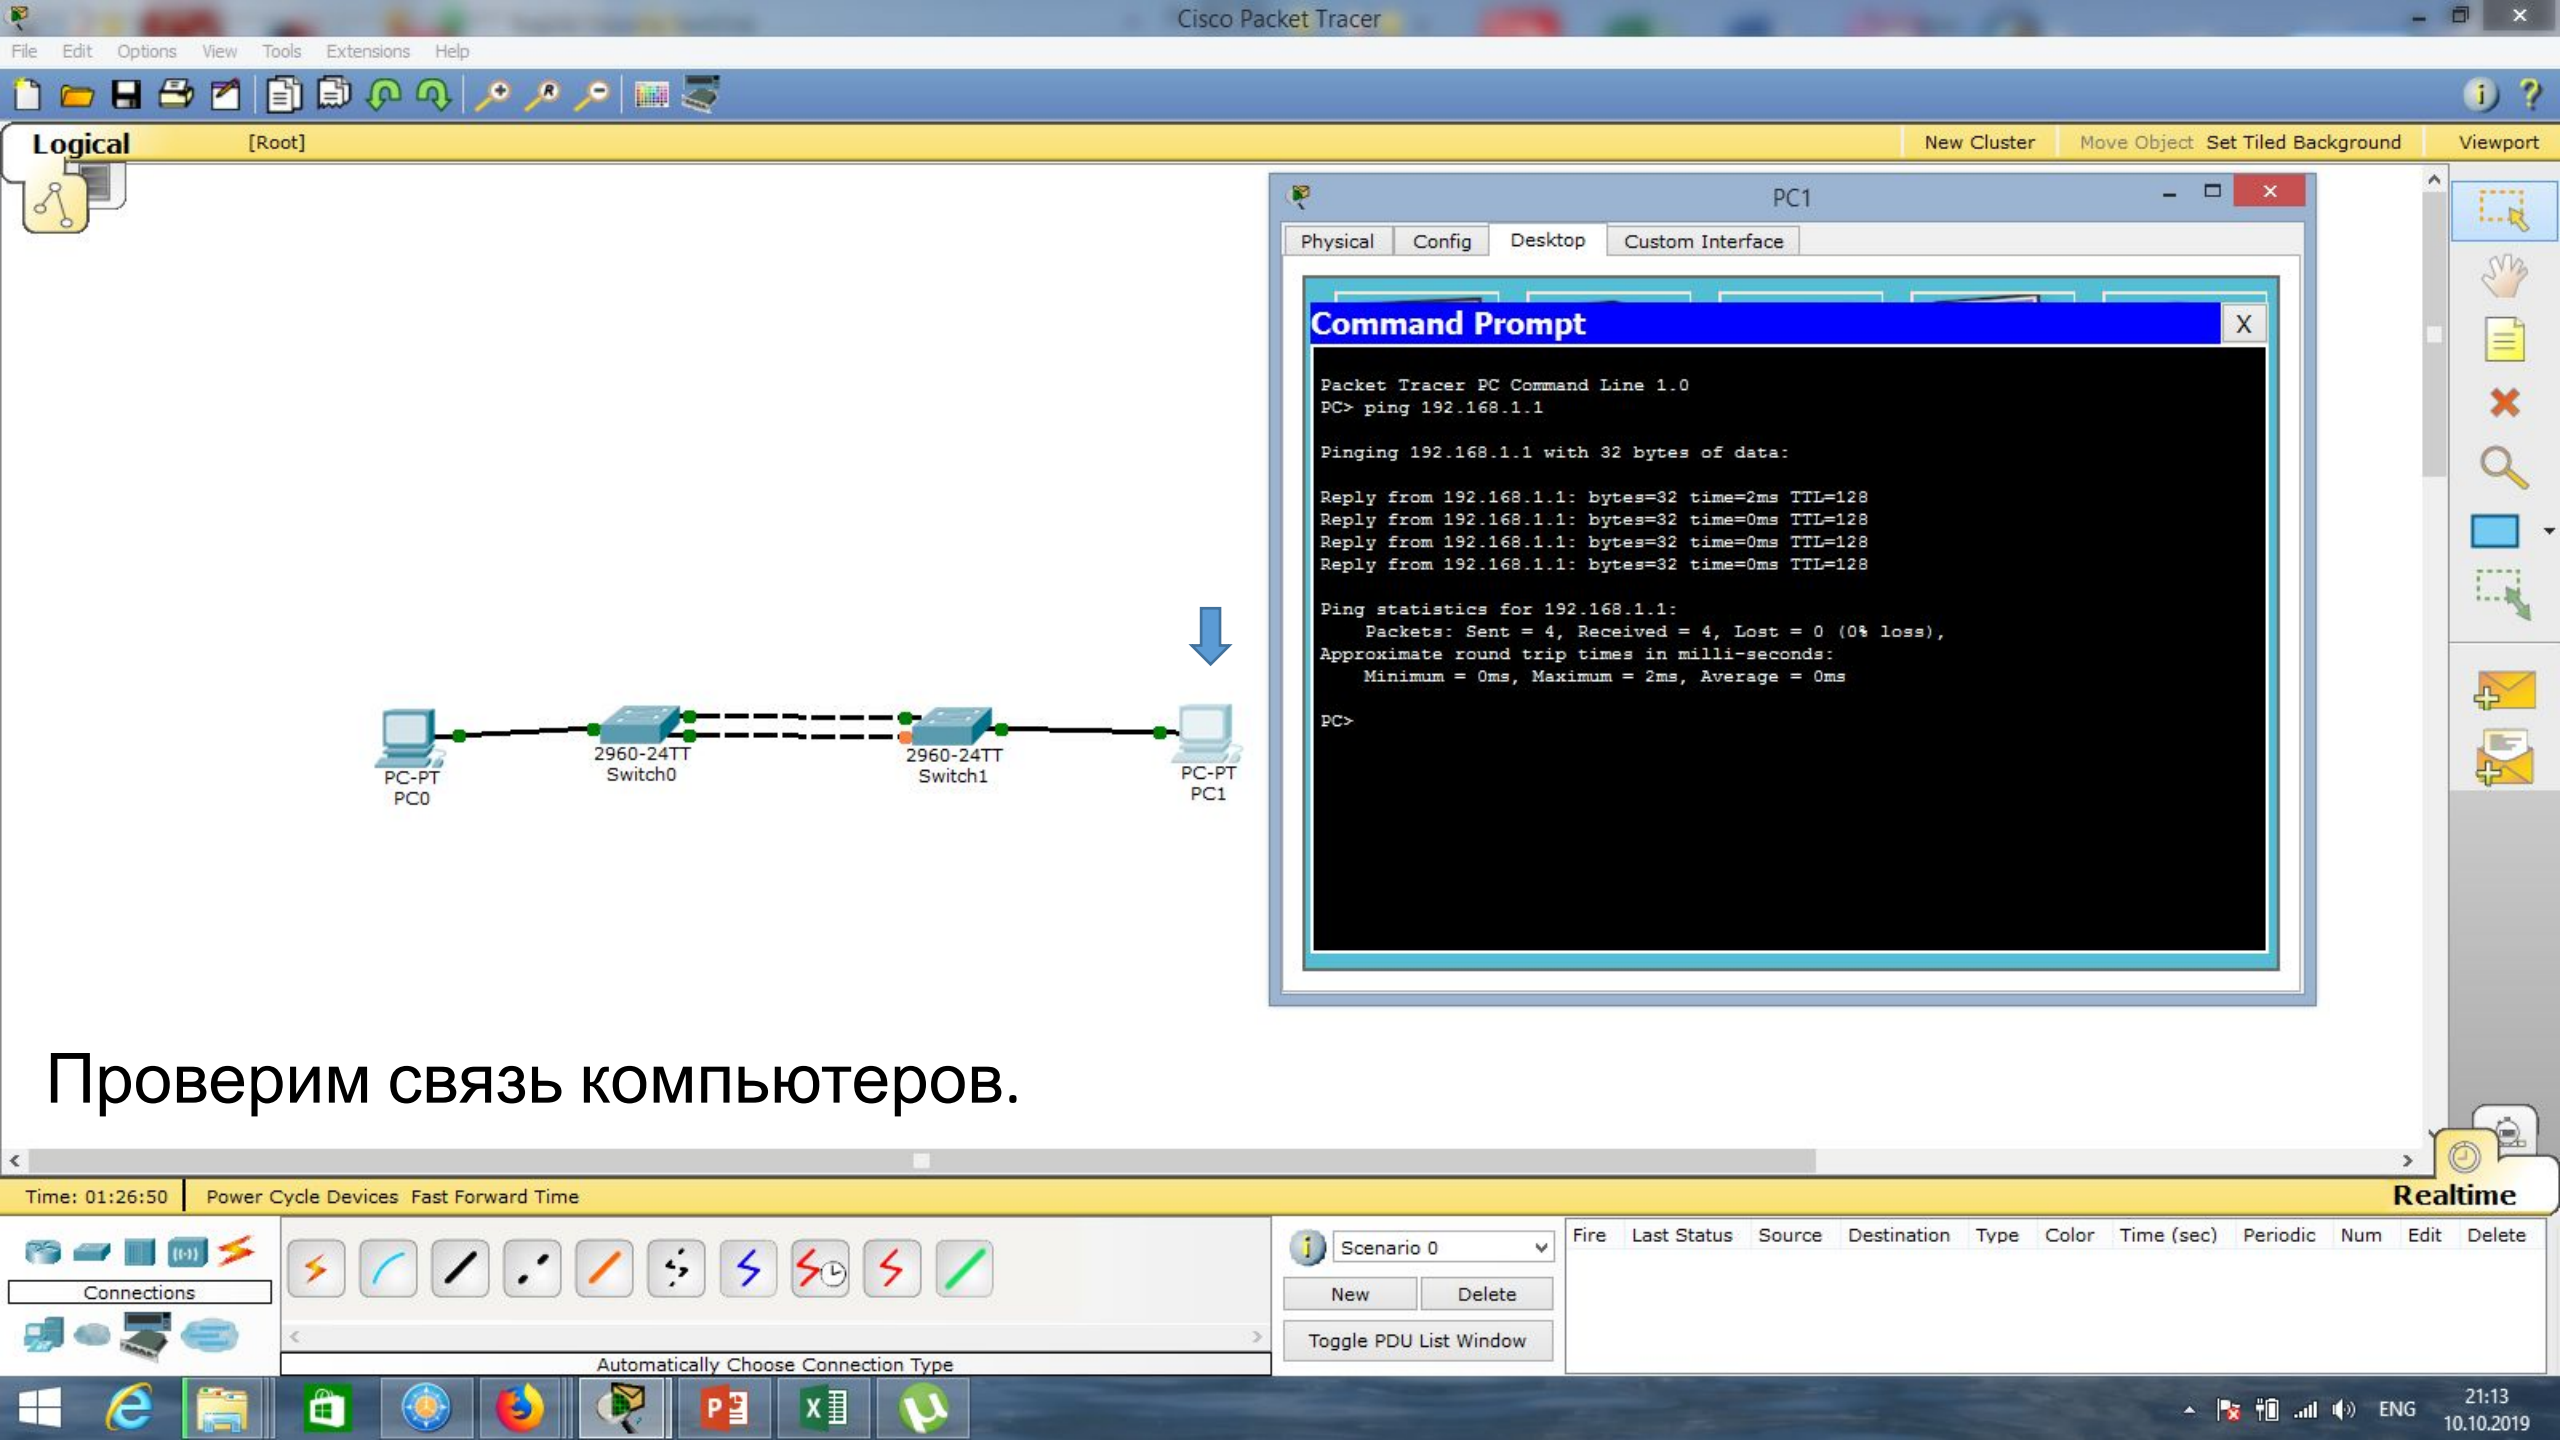 Cisco Packet Tracer
File Edit Options View Tools Extensions Help
Logical [Root] New Cluster Move Object Set Tiled Background Viewport
PC1
Physical Config Desktop Custom Interface
Command Prompt X
Packet Tracer PC Command Line 1.0
PC> ping 192.168.1.1
Pinging 192.168.1.1 with 32 bytes of data:
Reply from 192.168.1.1: bytes=32 time=2ms TTL=128
Reply from 192.168.1.1: bytes=32 time=0ms TTL=128
Reply from 192.168.1.1: bytes=32 time=0ms TTL=128
Reply from 192.168.1.1: bytes=32 time=0ms TTL=128
Ping statistics for 192.168.1.1:
Packets: Sent = 4, Received = 4, Lost = 0 (0% loss),
Approximate round trip times in milli-seconds:
Minimum = 0ms, Maximum = 2ms, Average = 0ms
PC>
PC-PT
PC0
2960-24TT
Switch0
2960-24TT
Switch1
PC-PT
PC1
Проверим связь компьютеров.
Time: 01:26:50 Power Cycle Devices Fast Forward Time Realtime
Connections
Automatically Choose Connection Type
Scenario 0
New Delete
Toggle PDU List Window
Fire Last Status Source Destination Type Color Time (sec) Periodic Num Edit Delete
ENG
21:13
10.10.2019